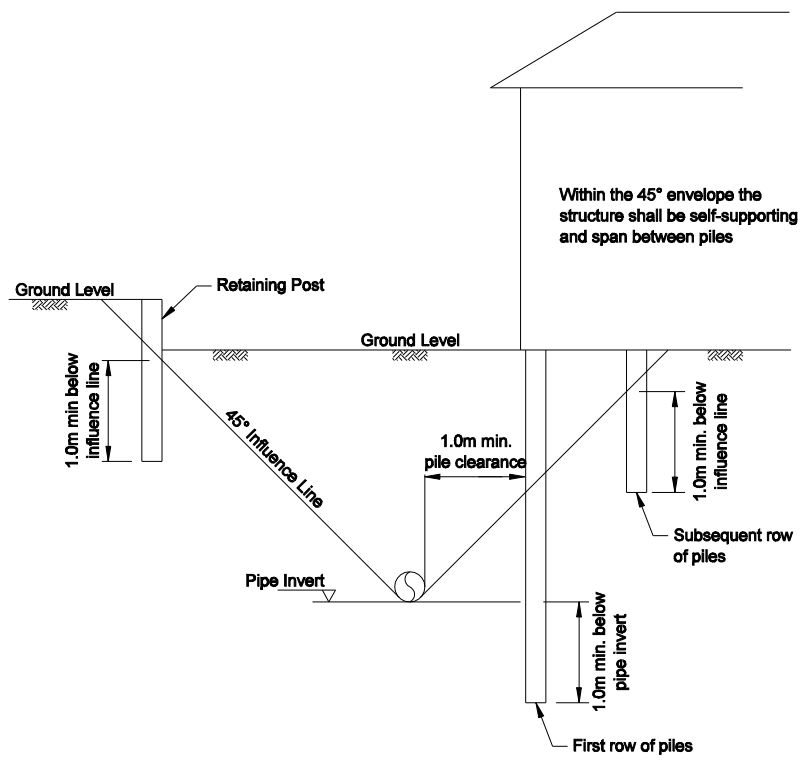 Within the 45° envelope the
structure shall be self-supporting
and span between piles
Ground Level
Retaining Post
Ground Level
1.0m min below
influence line
45° Influence Line
1.0m min.
pile clearance
1.0m min. below
influence line
Subsequent row
of piles
Pipe Invert
1.0m min. below
pipe invert
First row of piles